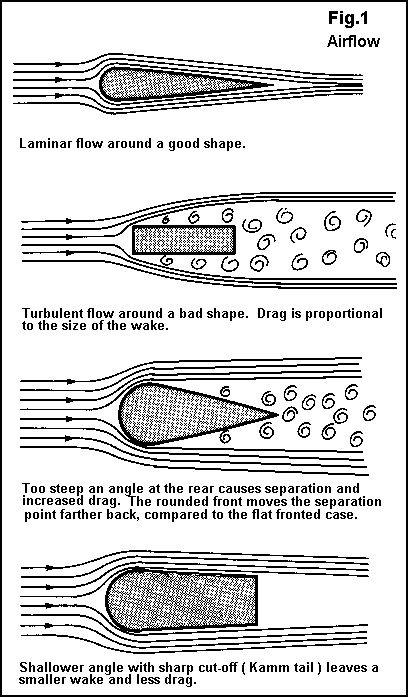 Fig.1
Airflow
Laminar flow around a good shape.
Turbulent flow around a bad shape.  Drag is proportional
to the size of the wake.
Too steep an angle at the rear causes separation and
increased drag.  The rounded front moves the separation
point farther back, compared to the flat fronted case.
Shallower angle with sharp cut-off ( Kamm tail ) leaves a
smaller wake and less drag.